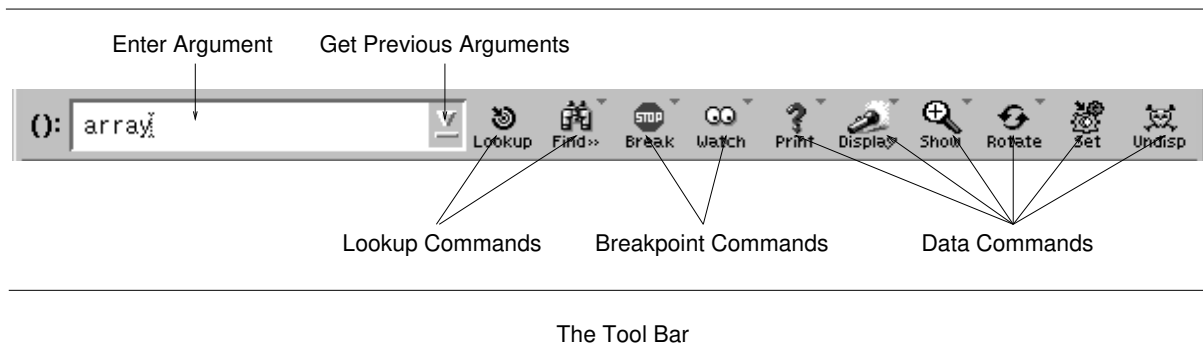 Enter Argument Get Previous Arguments
(): array
STOP
Lookup Find» Break Watch Print Display Show Rotate Set Undisp
Lookup Commands Breakpoint Commands Data Commands
The Tool Bar